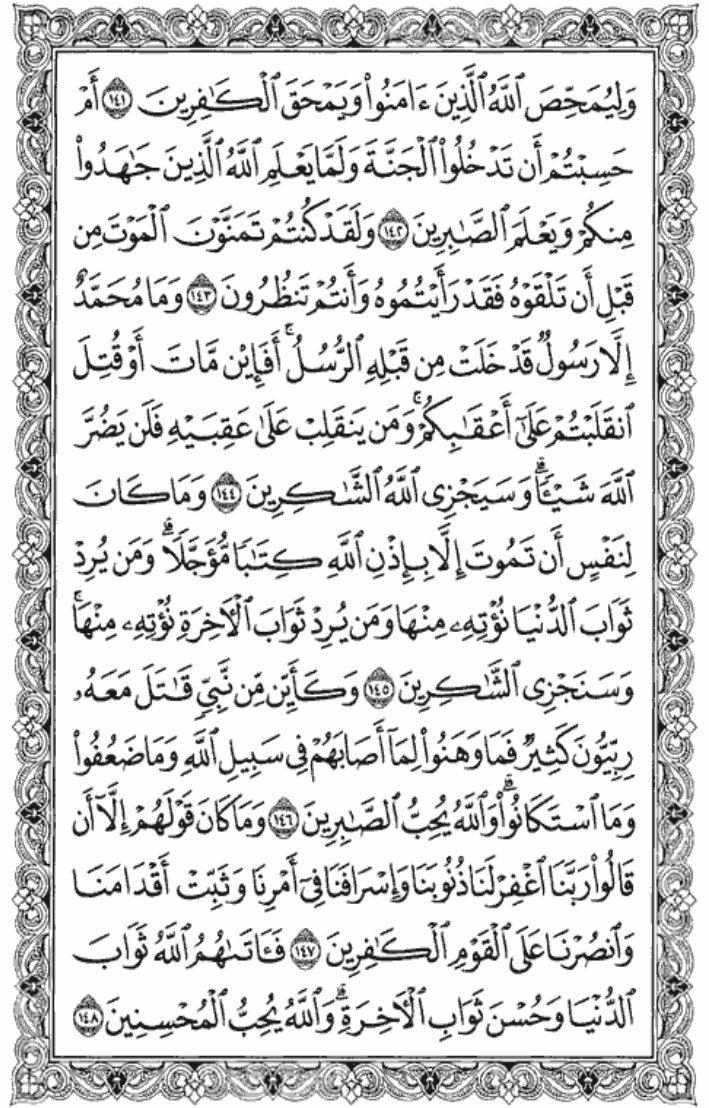 وَلِيُمَحِّصَ ٱللَّهُ ٱلَّذِينَ ءَامَنُوا۟ وَيَمْحَقَ ٱلْكَـٰفِرِينَ ١٤١ أَمْ
حَسِبْتُمْ أَن تَدْخُلُوا۟ ٱلْجَنَّةَ وَلَمَّا يَعْلَمِ ٱللَّهُ ٱلَّذِينَ جَـٰهَدُوا۟
مِنكُمْ وَيَعْلَمَ ٱلصَّـٰبِرِينَ ١٤٢ وَلَقَدْ كُنتُمْ تَمَنَّوْنَ ٱلْمَوْتَ مِن
قَبْلِ أَن تَلْقَوْهُ فَقَدْ رَأَيْتُمُوهُ وَأَنتُمْ تَنظُرُونَ ١٤٣ وَمَا مُحَمَّدٌ
إِلَّا رَسُولٌ قَدْ خَلَتْ مِن قَبْلِهِ ٱلرُّسُلُ ۚ أَفَإِي۟ن مَّاتَ أَوْ قُتِلَ
ٱنقَلَبْتُمْ عَلَىٰٓ أَعْقَـٰبِكُمْ ۚ وَمَن يَنقَلِبْ عَلَىٰ عَقِبَيْهِ فَلَن يَضُرَّ
ٱللَّهَ شَيْـًٔا ۗ وَسَيَجْزِى ٱللَّهُ ٱلشَّـٰكِرِينَ ١٤٤ وَمَا كَانَ
لِنَفْسٍ أَن تَمُوتَ إِلَّا بِإِذْنِ ٱللَّهِ كِتَـٰبًا مُّؤَجَّلًا ۗ وَمَن يُرِدْ
ثَوَابَ ٱلدُّنْيَا نُؤْتِهِۦ مِنْهَا وَمَن يُرِدْ ثَوَابَ ٱلْـَٔاخِرَةِ نُؤْتِهِۦ مِنْهَا ۚ
وَسَنَجْزِى ٱلشَّـٰكِرِينَ ١٤٥ وَكَأَيِّن مِّن نَّبِىٍّ قَـٰتَلَ مَعَهُۥ
رِبِّيُّونَ كَثِيرٌ فَمَا وَهَنُوا۟ لِمَآ أَصَابَهُمْ فِى سَبِيلِ ٱللَّهِ وَمَا ضَعُفُوا۟
وَمَا ٱسْتَكَانُوا۟ ۗ وَٱللَّهُ يُحِبُّ ٱلصَّـٰبِرِينَ ١٤٦ وَمَا كَانَ قَوْلَهُمْ إِلَّآ أَن
قَالُوا۟ رَبَّنَا ٱغْفِرْ لَنَا ذُنُوبَنَا وَإِسْرَافَنَا فِىٓ أَمْرِنَا وَثَبِّتْ أَقْدَامَنَا
وَٱنصُرْنَا عَلَى ٱلْقَوْمِ ٱلْكَـٰفِرِينَ ١٤٧ فَـَٔاتَىٰهُمُ ٱللَّهُ ثَوَابَ
ٱلدُّنْيَا وَحُسْنَ ثَوَابِ ٱلْـَٔاخِرَةِ ۗ وَٱللَّهُ يُحِبُّ ٱلْمُحْسِنِينَ ١٤٨